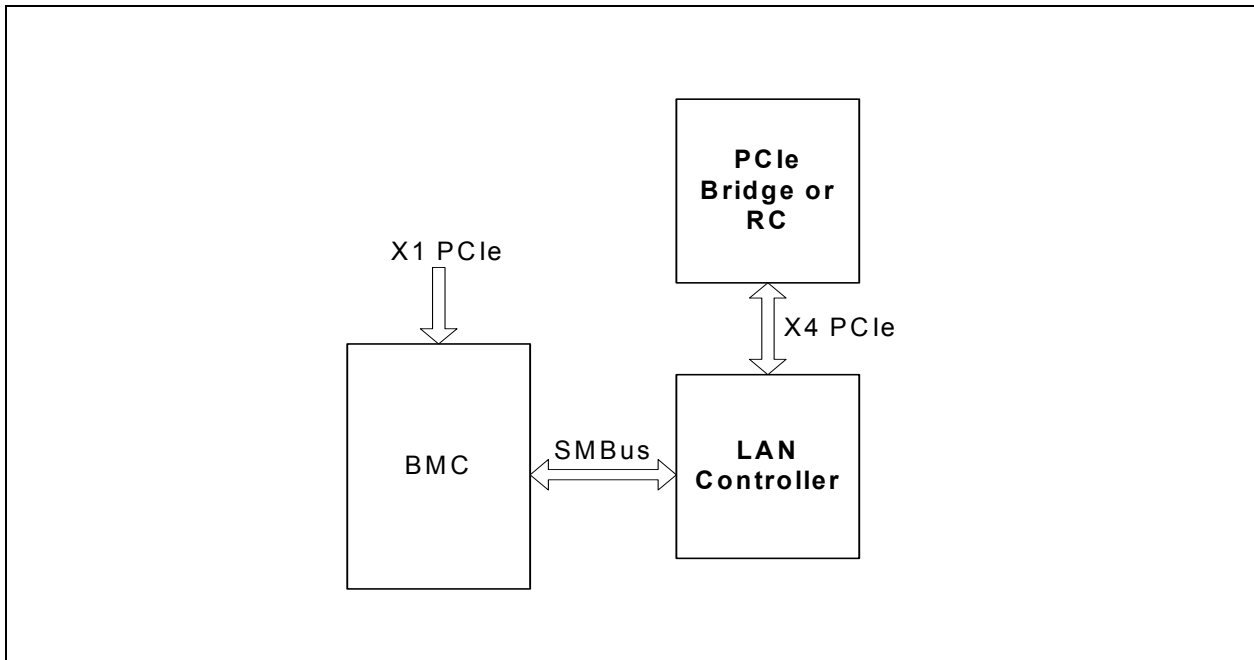 PCIe
Bridge or
RC
X1 PCIe
X4 PCIe
BMC
SMBus
LAN
Controller